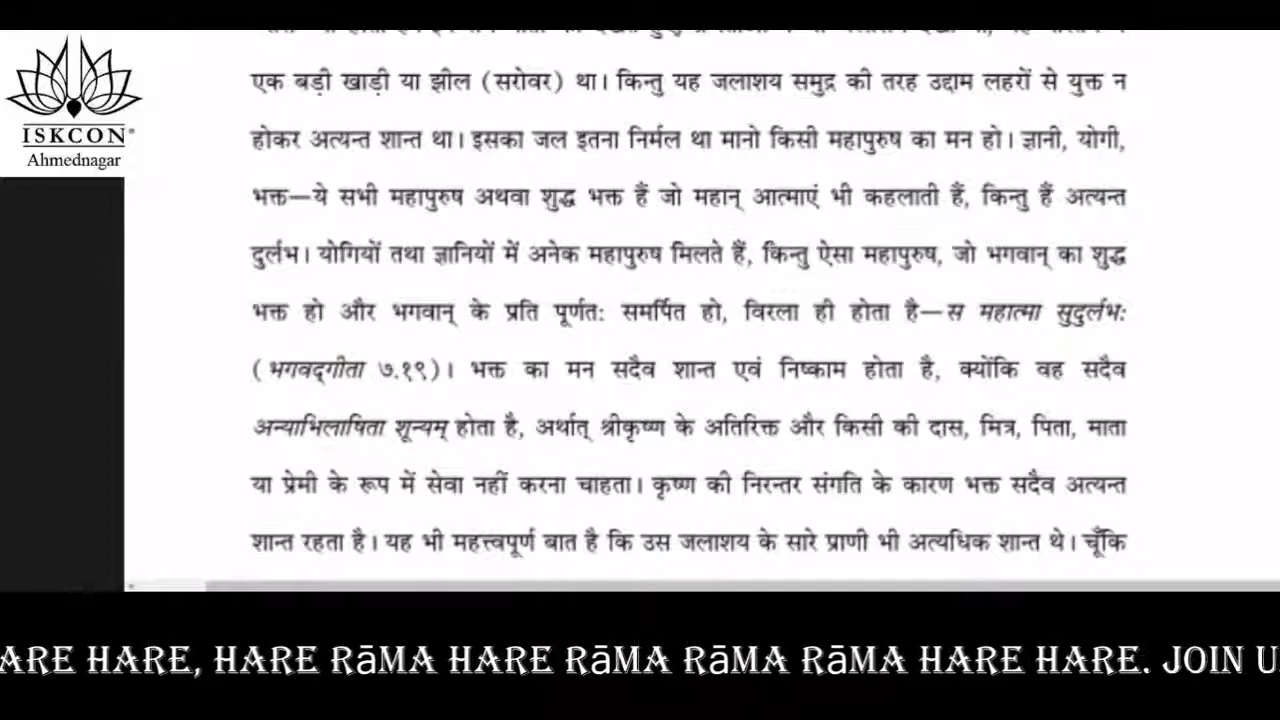 ISKCON®
Ahmednagar
एक बड़ी खाड़ी या झील (सरोवर) था। किन्तु यह जलाशय समुद्र की तरह उद्दाम लहरों से युक्त न
होकर अत्यन्त शान्त था। इसका जल इतना निर्मल था मानो किसी महापुरुष का मन हो। ज्ञानी, योगी,
भक्त—ये सभी महापुरुष अथवा शुद्ध भक्त हैं जो महान् आत्माएं भी कहलाती हैं, किन्तु हैं अत्यन्त
दुर्लभ। योगियों तथा ज्ञानियों में अनेक महापुरुष मिलते हैं, किन्तु ऐसा महापुरुष, जो भगवान् का शुद्ध
भक्त हो और भगवान् के प्रति पूर्णत: समर्पित हो, विरला ही होता है—स महात्मा सुदुर्लभ:
(भगवद्‌गीता ७.१९)। भक्त का मन सदैव शान्त एवं निष्काम होता है, क्योंकि वह सदैव
अन्याभिलाषिता शून्यम् होता है, अर्थात् श्रीकृष्ण के अतिरिक्त और किसी की दास, मित्र, पिता, माता
या प्रेमी के रूप में सेवा नहीं करना चाहता। कृष्ण की निरन्तर संगति के कारण भक्त सदैव अत्यन्त
शान्त रहता है। यह भी महत्त्वपूर्ण बात है कि उस जलाशय के सारे प्राणी भी अत्यधिक शान्त थे। चूँकि
ARE HARE, HARE RāMA HARE RāMA RāMA RāMA HARE HARE. JOIN U